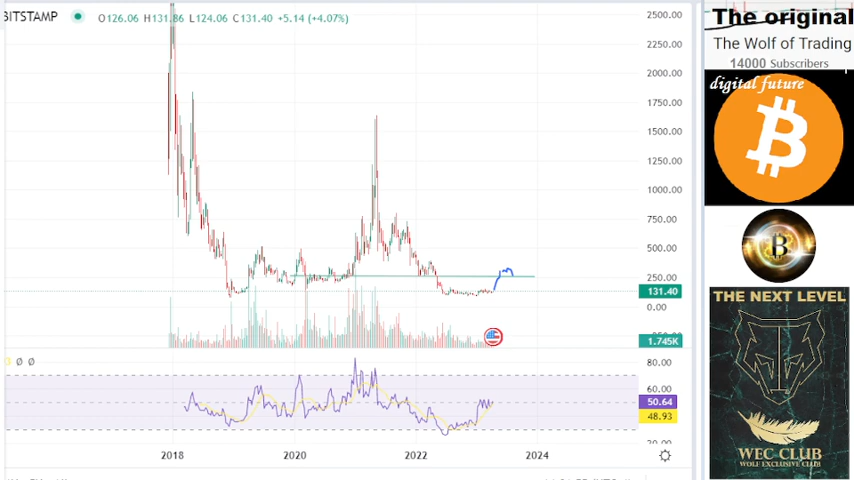 BITSTAMP O126.06 H131.86 L124.06 C131.40 +5.14 (+4.07%)
2500.00
2250.00
2000.00
1750.00
1500.00
1250.00
1000.00
750.00
500.00
250.00
131.40
0.00
1.745K
80.00
60.00
50.64
48.93
20.00
2018 2020 2022 2024
The original
The Wolf of Trading
14000 Subscribers
digital future
THE NEXT LEVEL
WEC CLUB
WOLF EXCLUSIVE CLUB